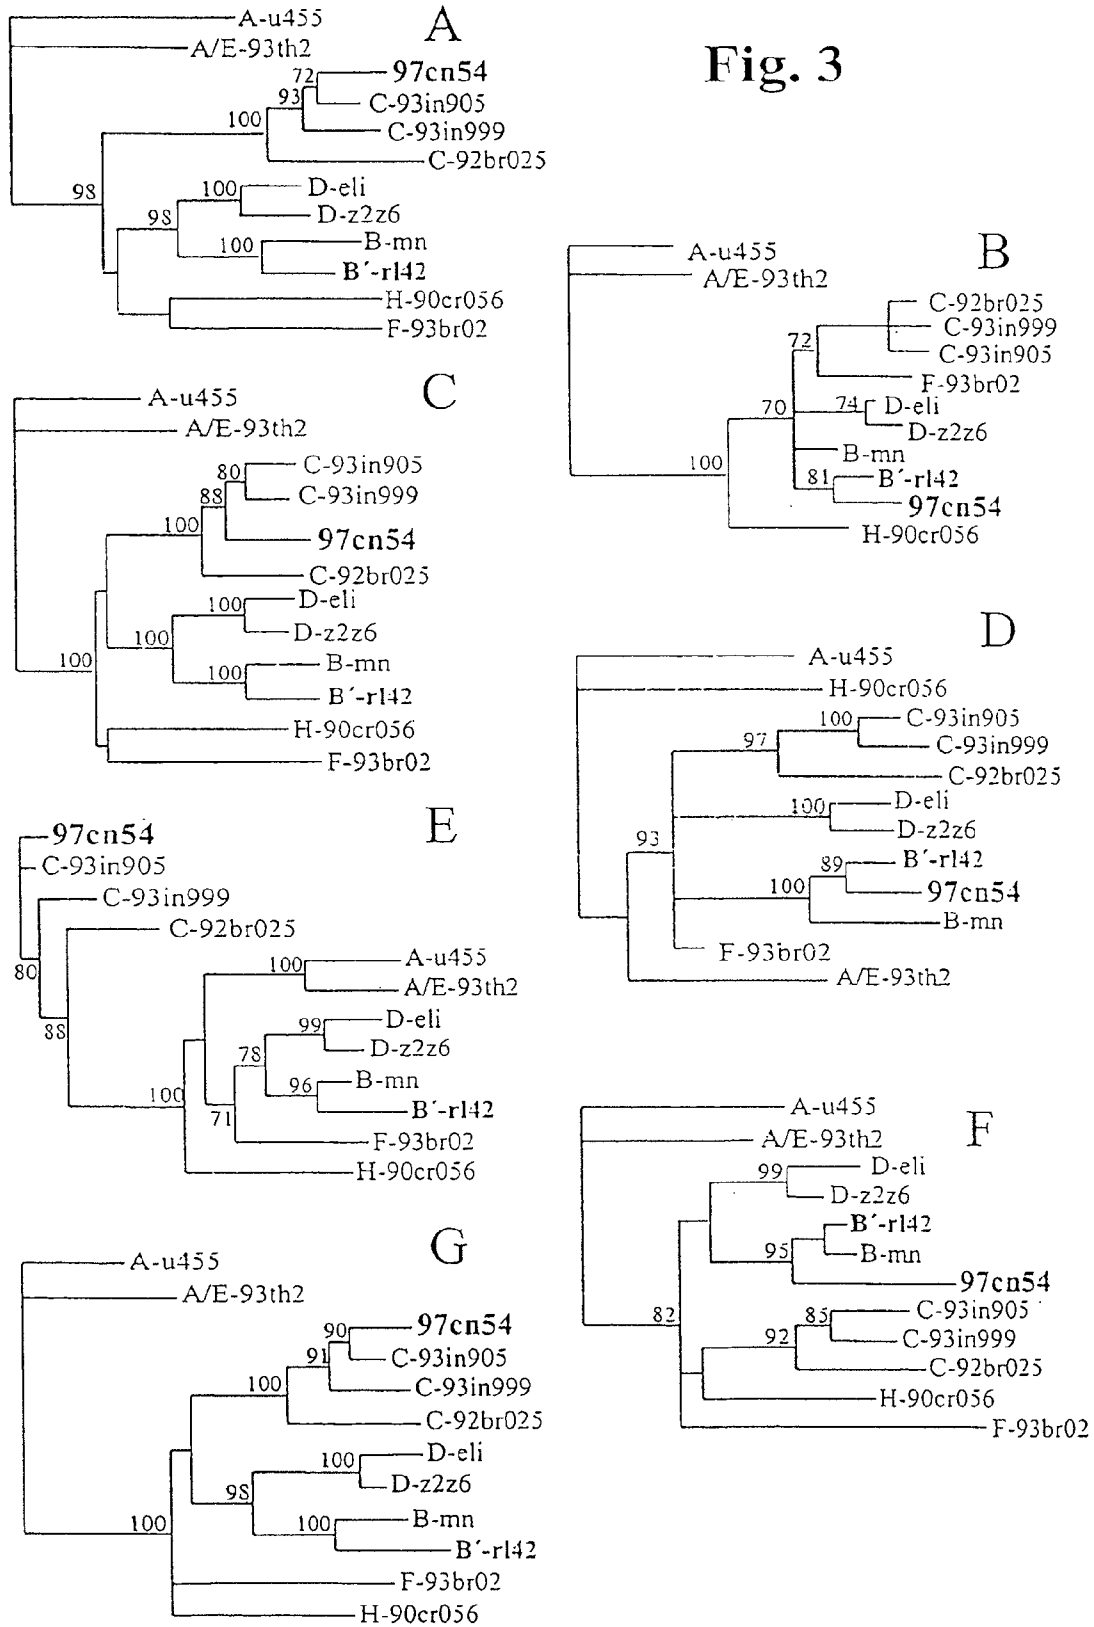 Fig. 3
A
A-u455
A/E-93th2
72
97cn54
93
C-93in905
100
C-93in999
C-92br025
98
100
D-eli
98
D-z2z6
100
B-mn
B´-rl42
H-90cr056
F-93br02
B
A-u455
A/E-93th2
C-92br025
72
C-93in999
C-93in905
F-93br02
70
74
D-eli
D-z2z6
B-mn
100
81
B´-rl42
97cn54
H-90cr056
C
A-u455
A/E-93th2
80
C-93in905
88
C-93in999
100
97cn54
C-92br025
100
D-eli
100
D-z2z6
100
B-mn
100
B´-rl42
H-90cr056
F-93br02
D
A-u455
H-90cr056
100
C-93in905
97
C-93in999
C-92br025
100
D-eli
D-z2z6
93
89
B´-rl42
100
97cn54
B-mn
F-93br02
A/E-93th2
E
97cn54
C-93in905
C-93in999
C-92br025
80
100
A-u455
A/E-93th2
88
99
D-eli
78
D-z2z6
100
96
B-mn
71
B´-rl42
F-93br02
H-90cr056
F
A-u455
A/E-93th2
99
D-eli
D-z2z6
B´-rl42
95
B-mn
97cn54
82
85
C-93in905
92
C-93in999
C-92br025
H-90cr056
F-93br02
G
A-u455
A/E-93th2
90
97cn54
91
C-93in905
100
C-93in999
C-92br025
100
D-eli
98
D-z2z6
100
100
B-mn
B´-rl42
F-93br02
H-90cr056